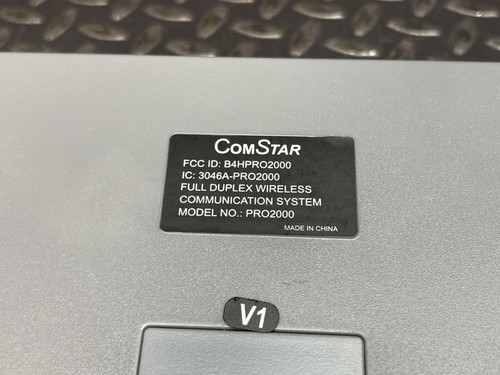 COMSTAR
FCC ID: B4HPRO2000
IC: 3046A-PRO2000
FULL DUPLEX WIRELESS
COMMUNICATION SYSTEM
MODEL NO.: PRO2000
MADE IN CHINA
V1